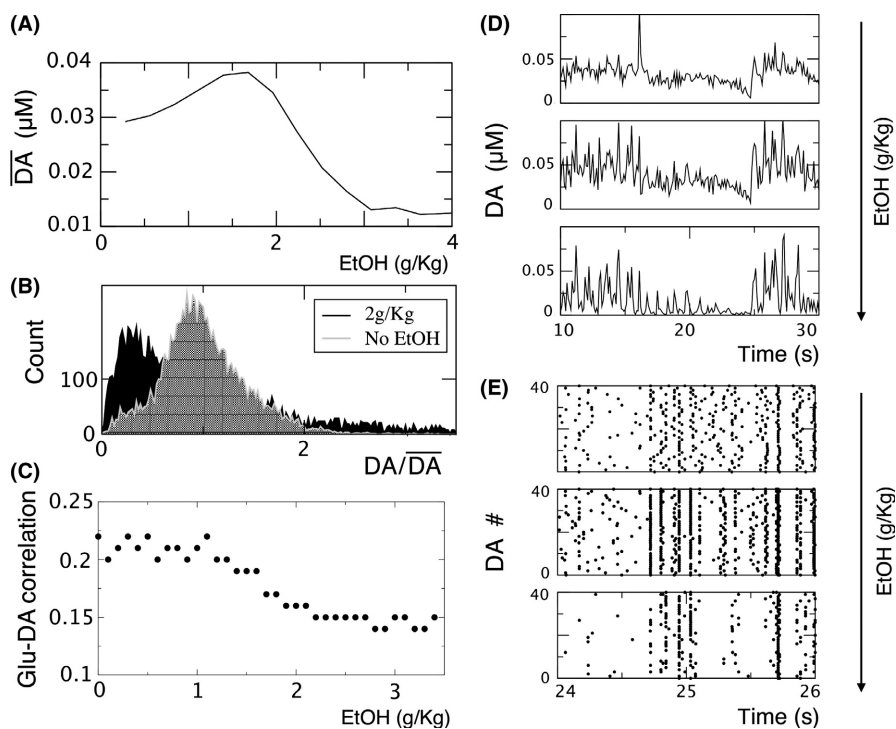 (A)
DA (μM)
0.04
0.03
0.02
0.01
0
2
4
EtOH (g/Kg)
(B)
Count
100
0
0
2
2g/Kg
No EtOH
DA/DA
(C)
Glu-DA correlation
0.25
0.2
0.15
0.1
0
1
2
3
EtOH (g/Kg)
(D)
DA (μM)
0.05
0
0.05
0
0.05
0
10
20
30
Time (s)
EtOH (g/Kg)
(E)
DA #
40
0
40
0
40
0
24
25
26
Time (s)
EtOH (g/Kg)